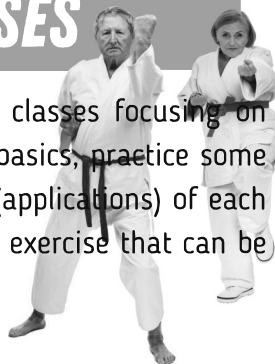 SES
classes focusing on
basics, practice some
(applications) of each
exercise that can be